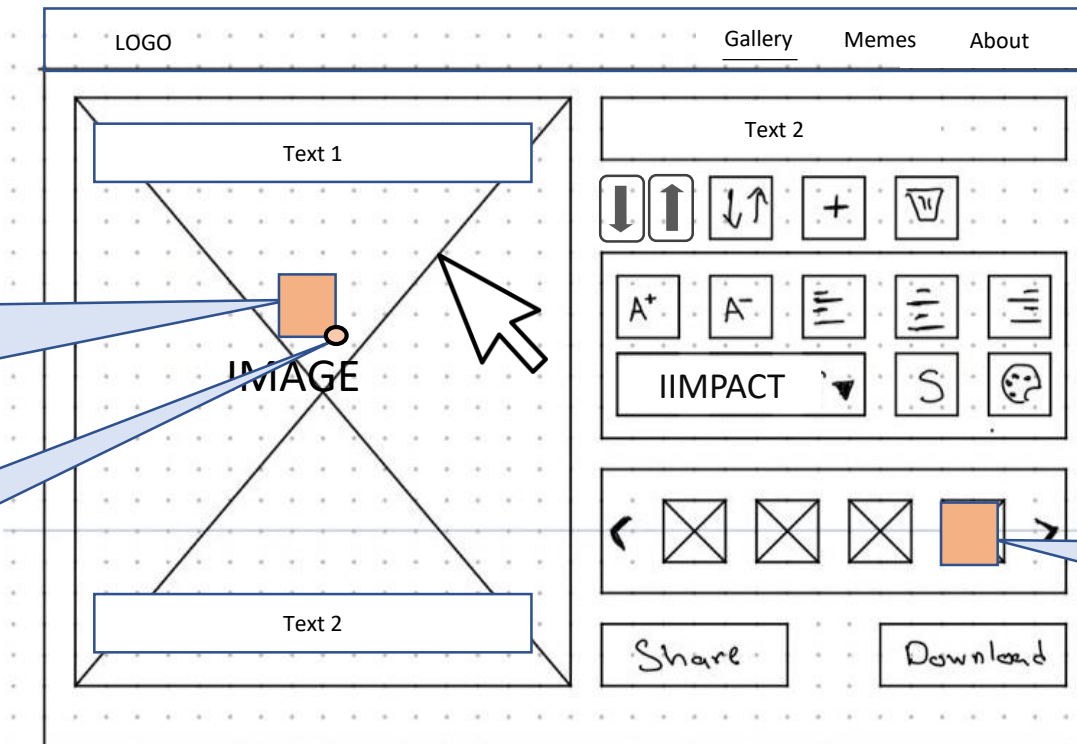 LOGO Gallery Memes About
Text 1
IMAGE
Text 2
Text 2
+
A+ A-
IIMPACT S
< >
Share Download